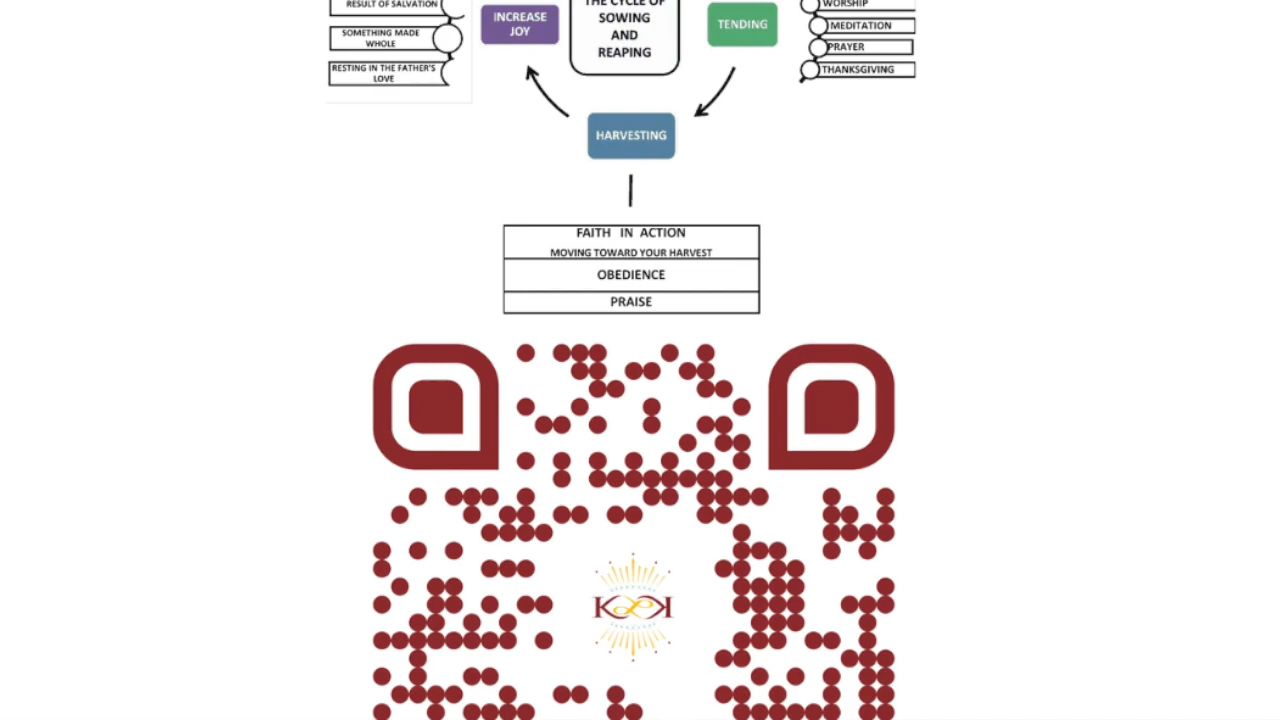 RESULT OF SALVATION
SOMETHING MADE
WHOLE
RESTING IN THE FATHER'S
LOVE
INCREASE
JOY
THE CYCLE OF
SOWING
AND
REAPING
TENDING
WORSHIP
MEDITATION
PRAYER
THANKSGIVING
HARVESTING
FAITH IN ACTION
MOVING TOWARD YOUR HARVEST
OBEDIENCE
PRAISE